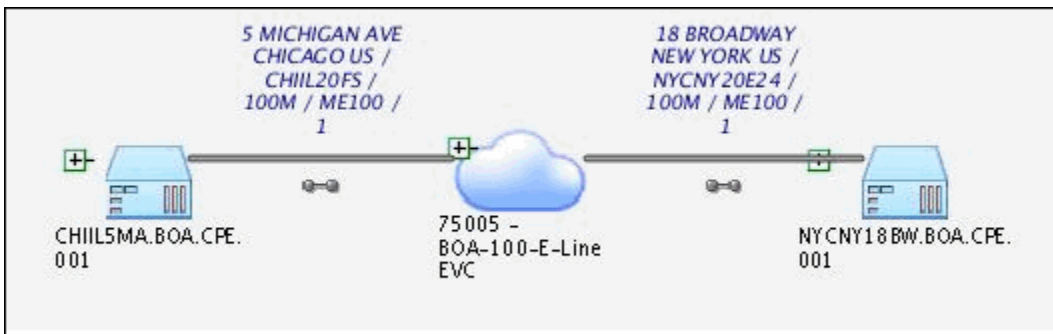 5 MICHIGAN AVE
CHICAGO US /
CHIIL20FS /
100M / ME100 /
1
18 BROADWAY
NEW YORK US /
NYCNY20E24 /
100M / ME100 /
1
CHIIL5MA.BOA.CPE.
001
75005 -
BOA-100-E-Line
EVC
NYCNY18BW.BOA.CPE.
001